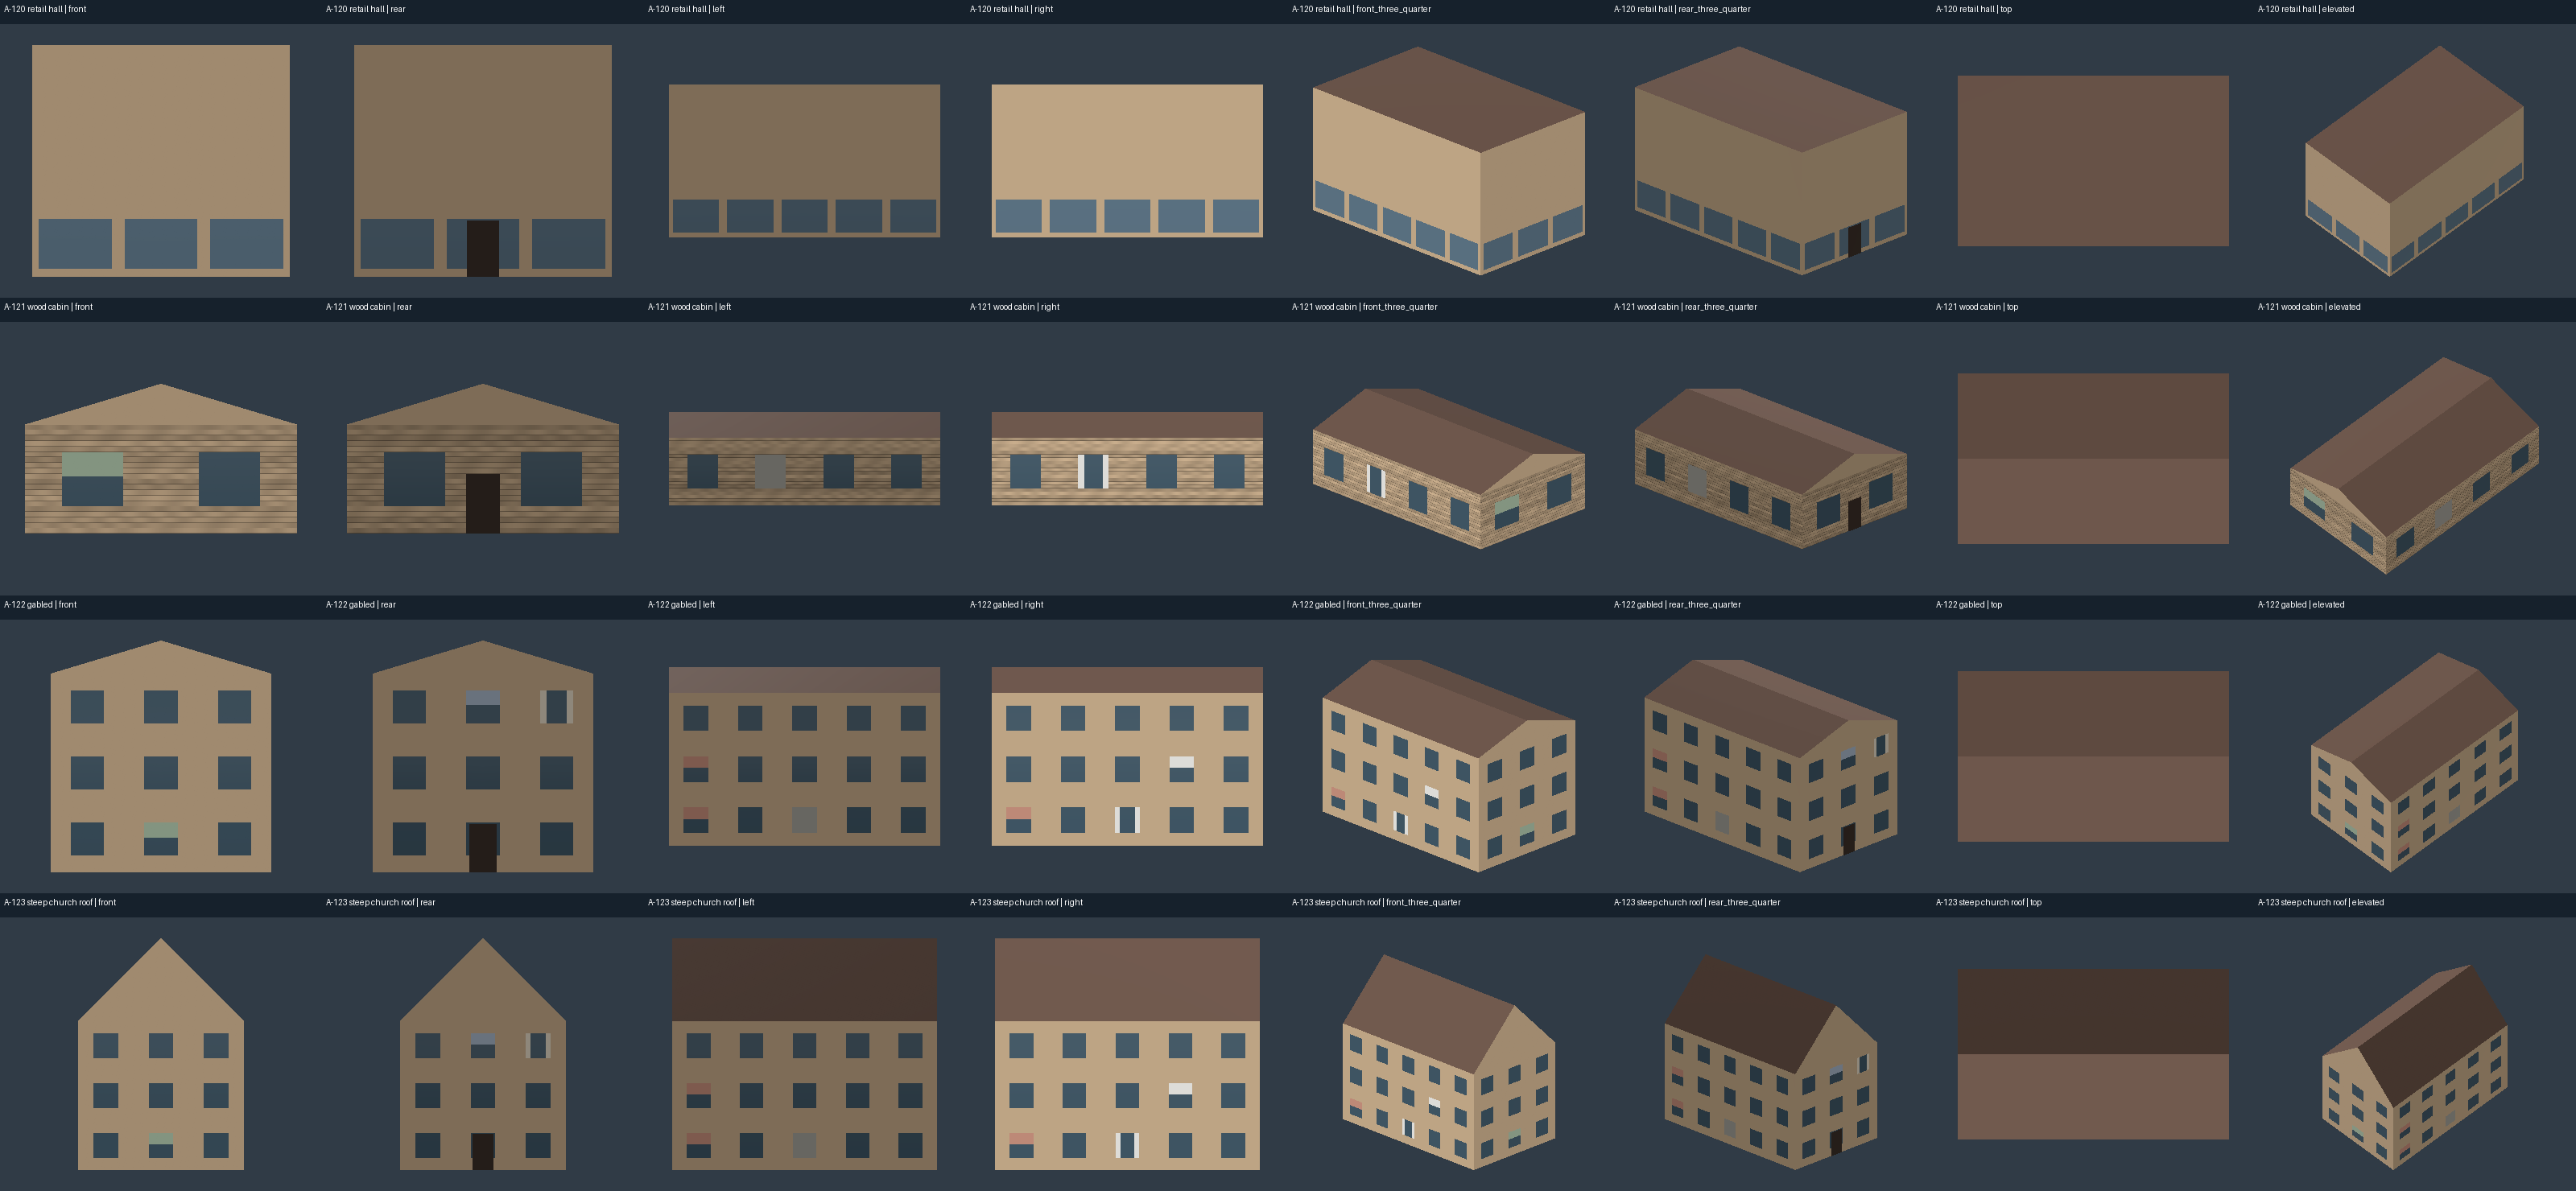 A-120 retail hall | front
A-120 retail hall | rear
A-120 retail hall | left
A-120 retail hall | right
A-120 retail hall | front_three_quarter
A-120 retail hall | rear_three_quarter
A-120 retail hall | top
A-120 retail hall | elevated
A-121 wood cabin | front
A-121 wood cabin | rear
A-121 wood cabin | left
A-121 wood cabin | right
A-121 wood cabin | front_three_quarter
A-121 wood cabin | rear_three_quarter
A-121 wood cabin | top
A-121 wood cabin | elevated
A-122 gabled | front
A-122 gabled | rear
A-122 gabled | left
A-122 gabled | right
A-122 gabled | front_three_quarter
A-122 gabled | rear_three_quarter
A-122 gabled | top
A-122 gabled | elevated
A-123 steep church roof | front
A-123 steep church roof | rear
A-123 steep church roof | left
A-123 steep church roof | right
A-123 steep church roof | front_three_quarter
A-123 steep church roof | rear_three_quarter
A-123 steep church roof | top
A-123 steep church roof | elevated